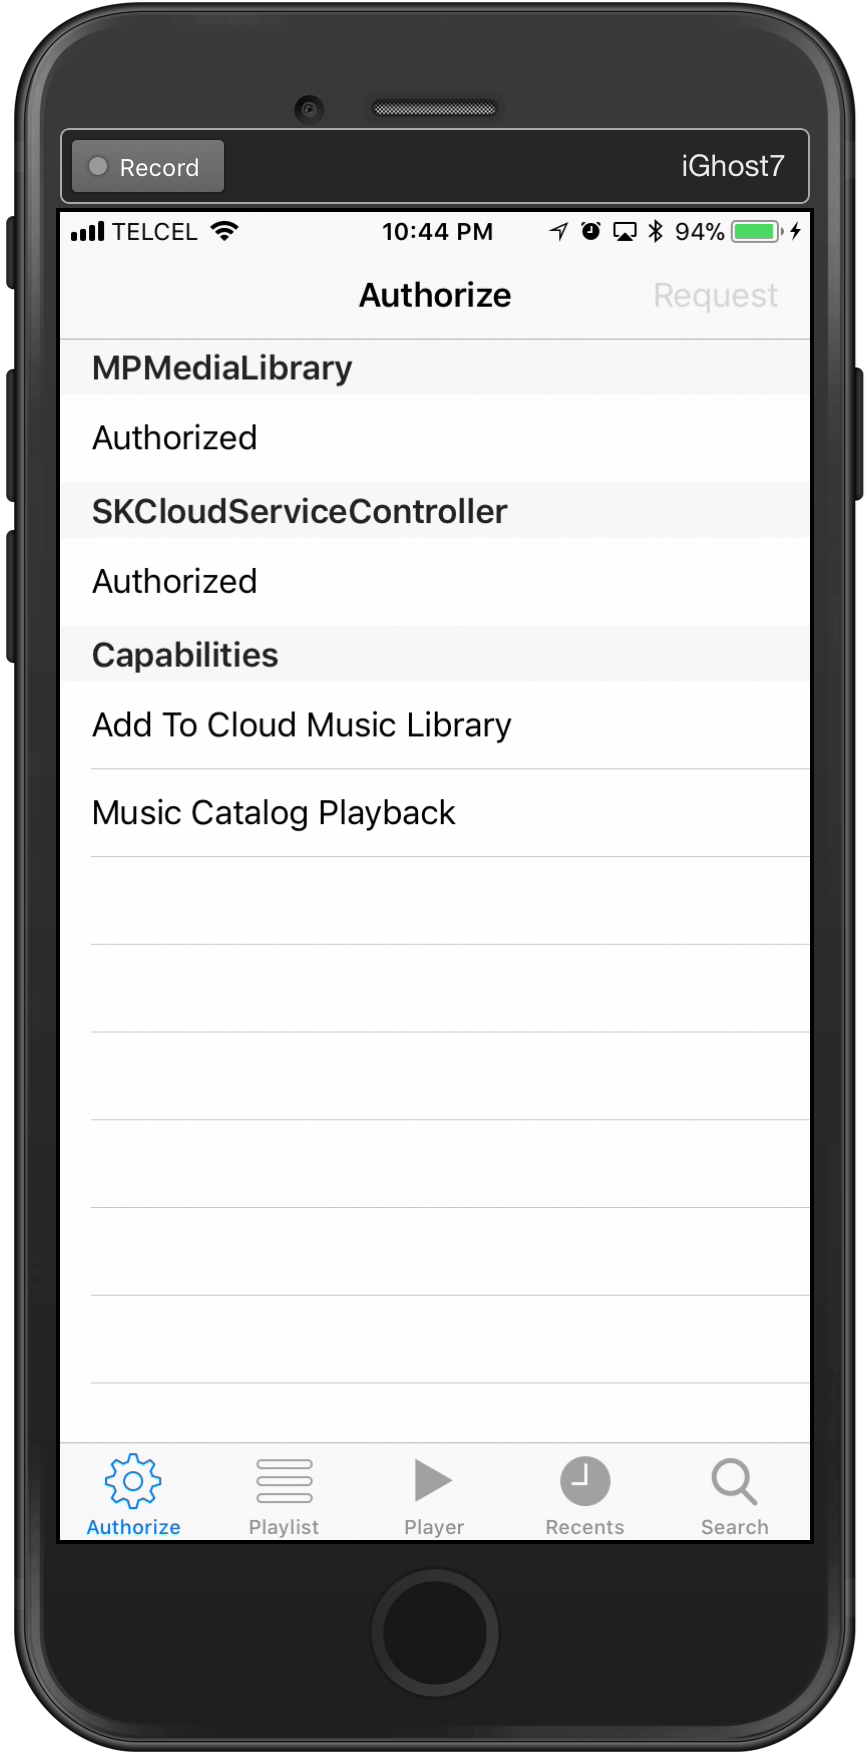 Record
iGhost7
TELCEL 10:44 PM 94%
Authorize Request
MPMediaLibrary
Authorized
SKCloudServiceController
Authorized
Capabilities
Add To Cloud Music Library
Music Catalog Playback
Authorize Playlist Player Recents Search